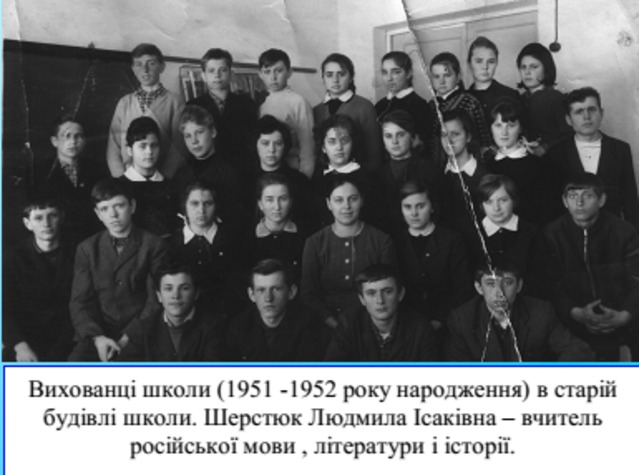 Вихованці школи (1951 -1952 року народження) в старій
будівлі школи. Шерстюк Людмила Ісаківна – вчитель
російської мови , літератури і історії.